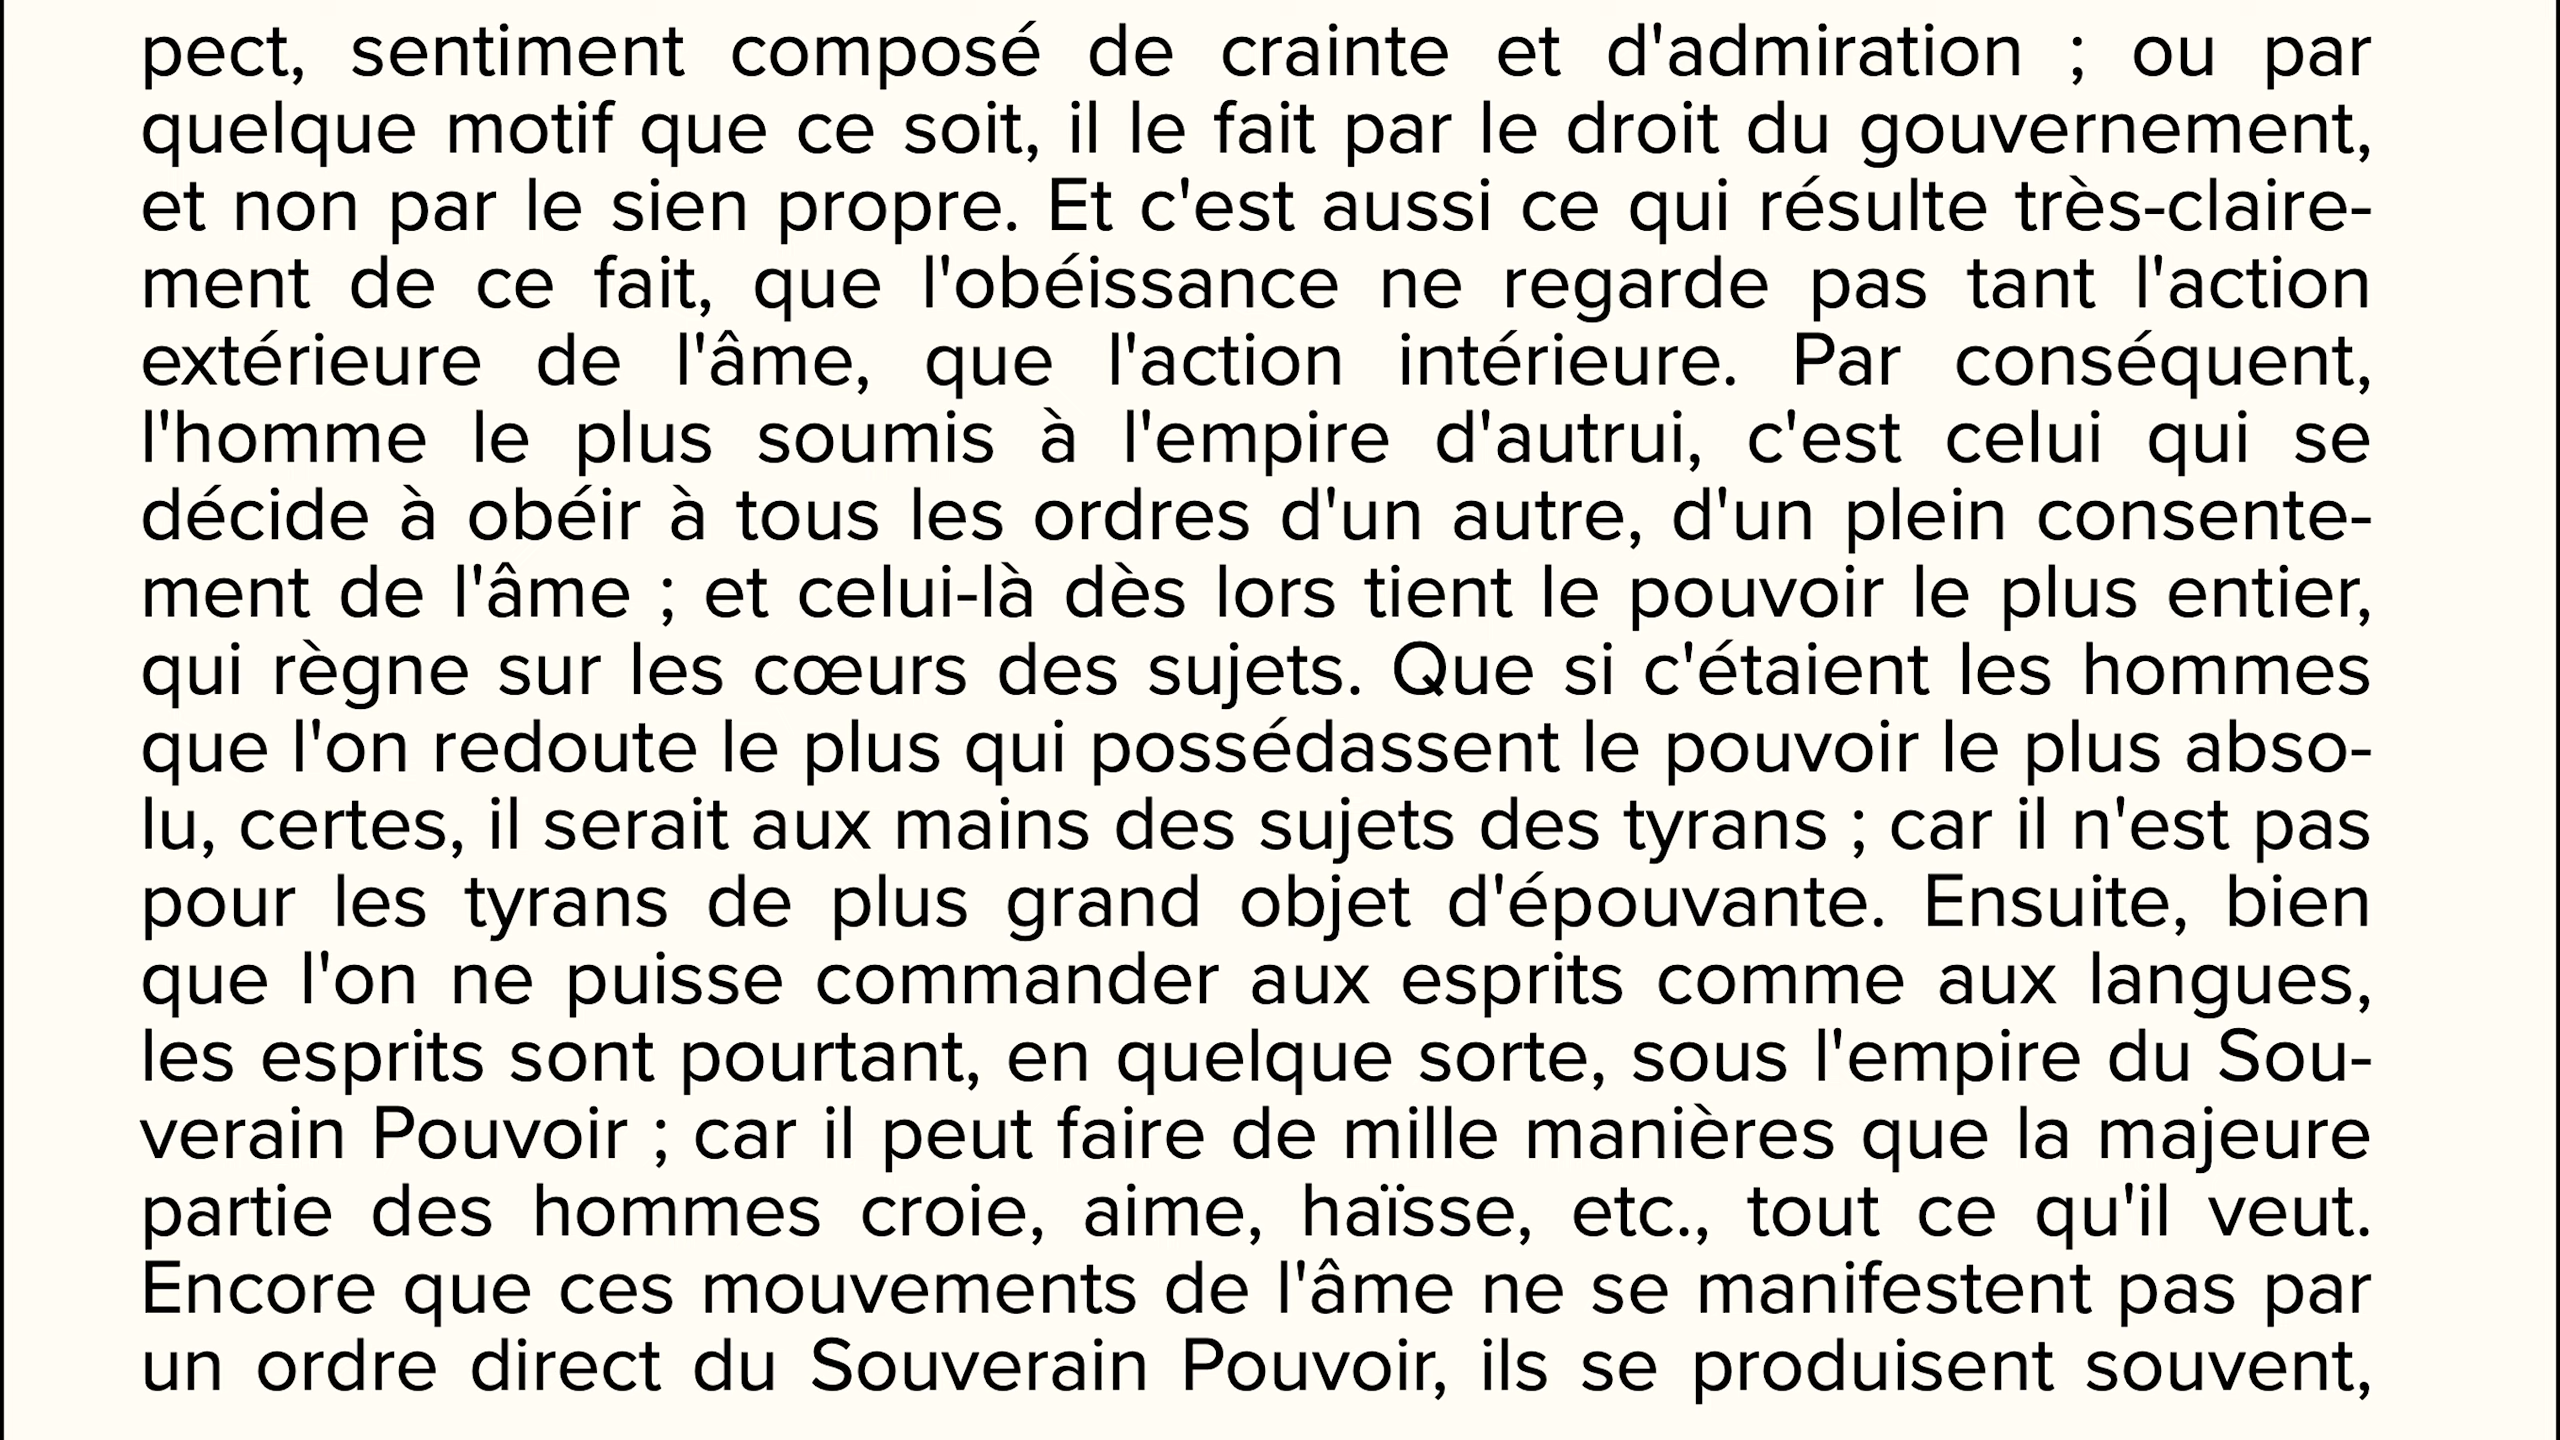 pect, sentiment composé de crainte et d'admiration ; ou par
quelque motif que ce soit, il le fait par le droit du gouvernement,
et non par le sien propre. Et c'est aussi ce qui résulte très-claire-
ment de ce fait, que l'obéissance ne regarde pas tant l'action
extérieure de l'âme, que l'action intérieure. Par conséquent,
l'homme le plus soumis à l'empire d'autrui, c'est celui qui se
décide à obéir à tous les ordres d'un autre, d'un plein consente-
ment de l'âme ; et celui-là dès lors tient le pouvoir le plus entier,
qui règne sur les cœurs des sujets. Que si c'étaient les hommes
que l'on redoute le plus qui possédassent le pouvoir le plus abso-
lu, certes, il serait aux mains des sujets des tyrans ; car il n'est pas
pour les tyrans de plus grand objet d'épouvante. Ensuite, bien
que l'on ne puisse commander aux esprits comme aux langues,
les esprits sont pourtant, en quelque sorte, sous l'empire du Sou-
verain Pouvoir ; car il peut faire de mille manières que la majeure
partie des hommes croie, aime, haïsse, etc., tout ce qu'il veut.
Encore que ces mouvements de l'âme ne se manifestent pas par
un ordre direct du Souverain Pouvoir, ils se produisent souvent,